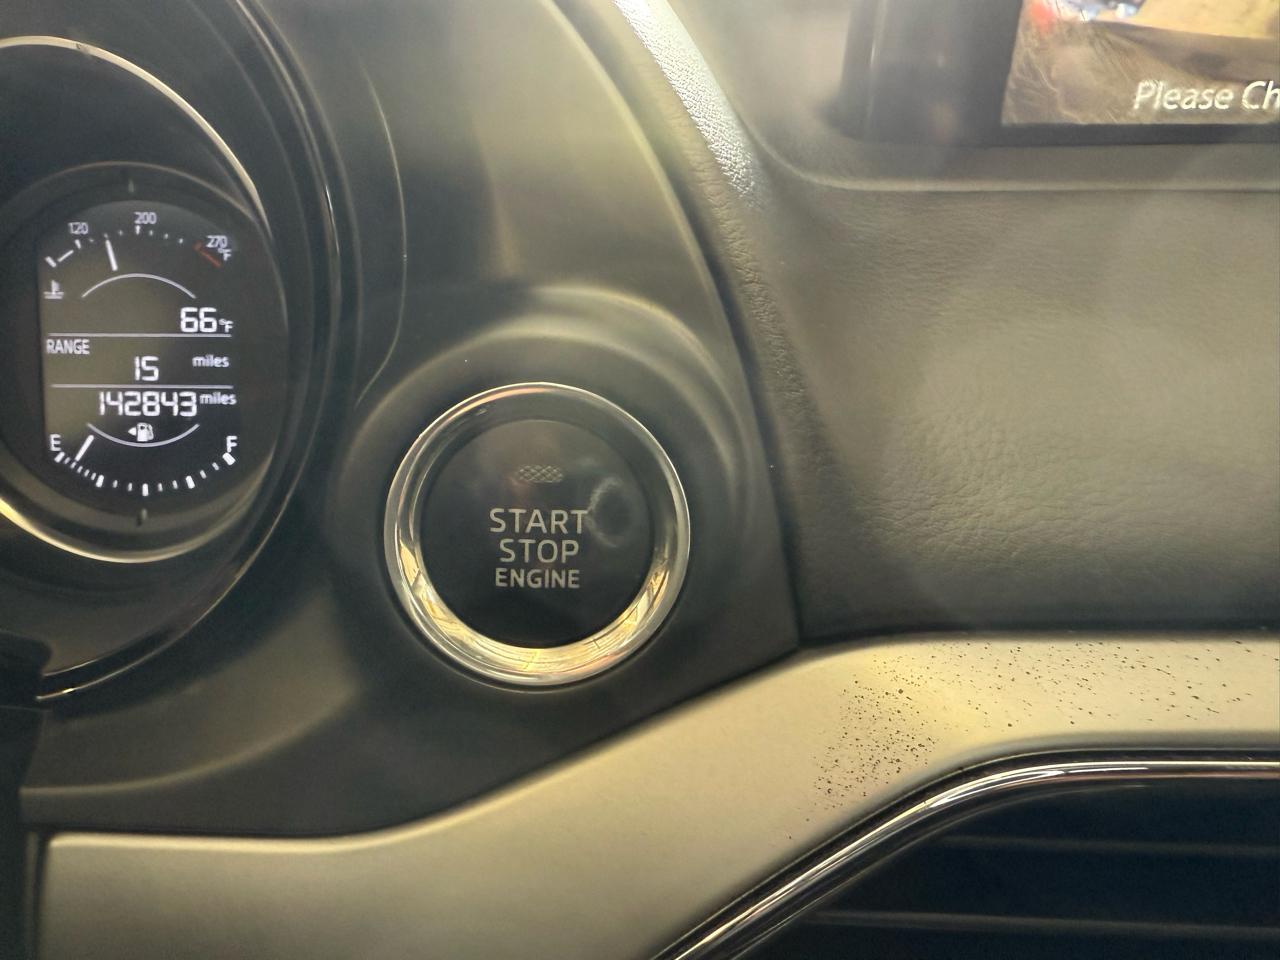 120
200
270
°F
66°F
RANGE
15 miles
142843 miles
E
F
START
STOP
ENGINE
Please Ch